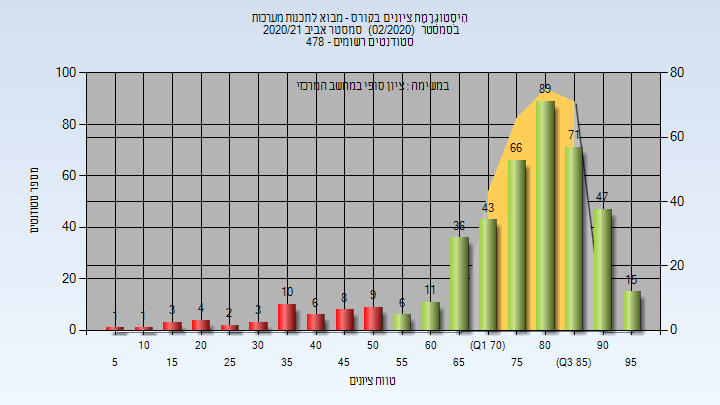 היסטוגרמת ציונים בקורס - מבוא לתכנות מערכות
בסמסטר (02/2020) סמסטר אביב 2020/21
סטודנטים רשומים - 478
במשימה : ציון סופי במחשב המרכזי
100 80
80 60
60 40
40 20
20 0
0
מספר סטודנטים
1 1 3 4 2 3 10 6 8 9 6 11 36 43 66 89 71 47 15
10 20 30 40 50 60 (Q1 70) 80 90
5 15 25 35 45 55 65 75 (Q3 85) 95
טווח ציונים